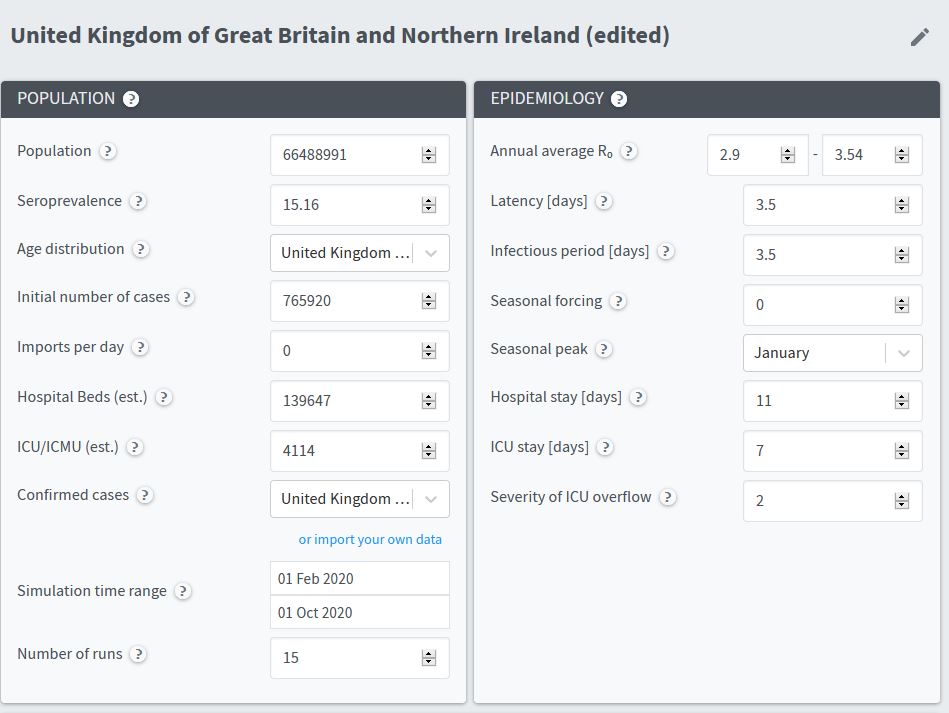 United Kingdom of Great Britain and Northern Ireland (edited)
POPULATION ?
Population ? 66488991
Seroprevalence ? 15.16
Age distribution ? United Kingdom ...
Initial number of cases ? 765920
Imports per day ? 0
Hospital Beds (est.) ? 139647
ICU/ICMU (est.) ? 4114
Confirmed cases ? United Kingdom ...
or import your own data
Simulation time range ? 01 Feb 2020
01 Oct 2020
Number of runs ? 15
EPIDEMIOLOGY ?
Annual average R₀ ? 2.9 - 3.54
Latency [days] ? 3.5
Infectious period [days] ? 3.5
Seasonal forcing ? 0
Seasonal peak ? January
Hospital stay [days] ? 11
ICU stay [days] ? 7
Severity of ICU overflow ? 2